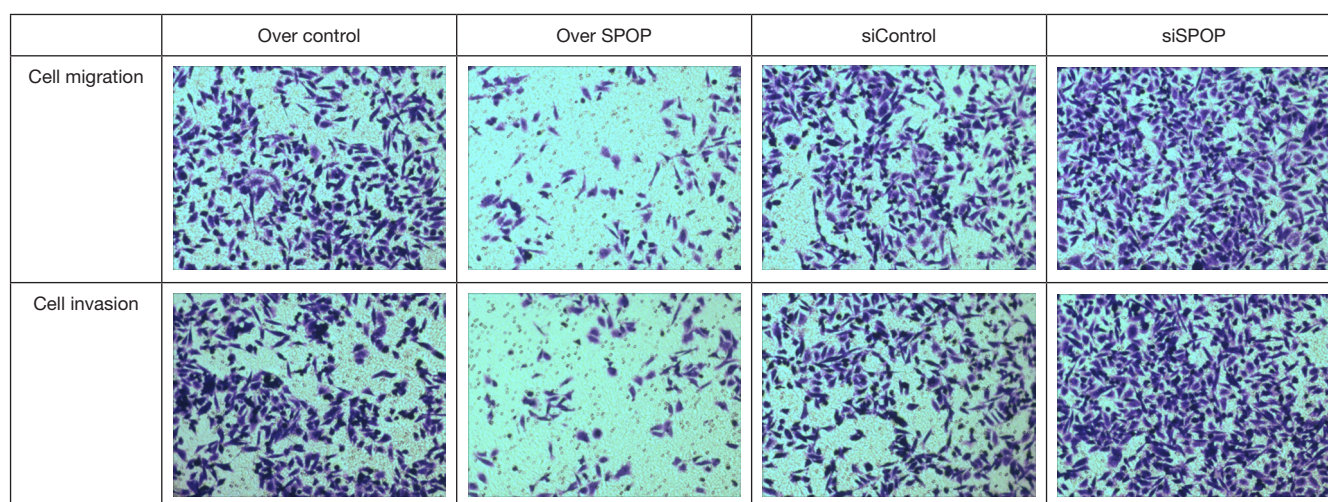 Over control
Over SPOP
siControl
siSPOP
Cell migration
Cell invasion